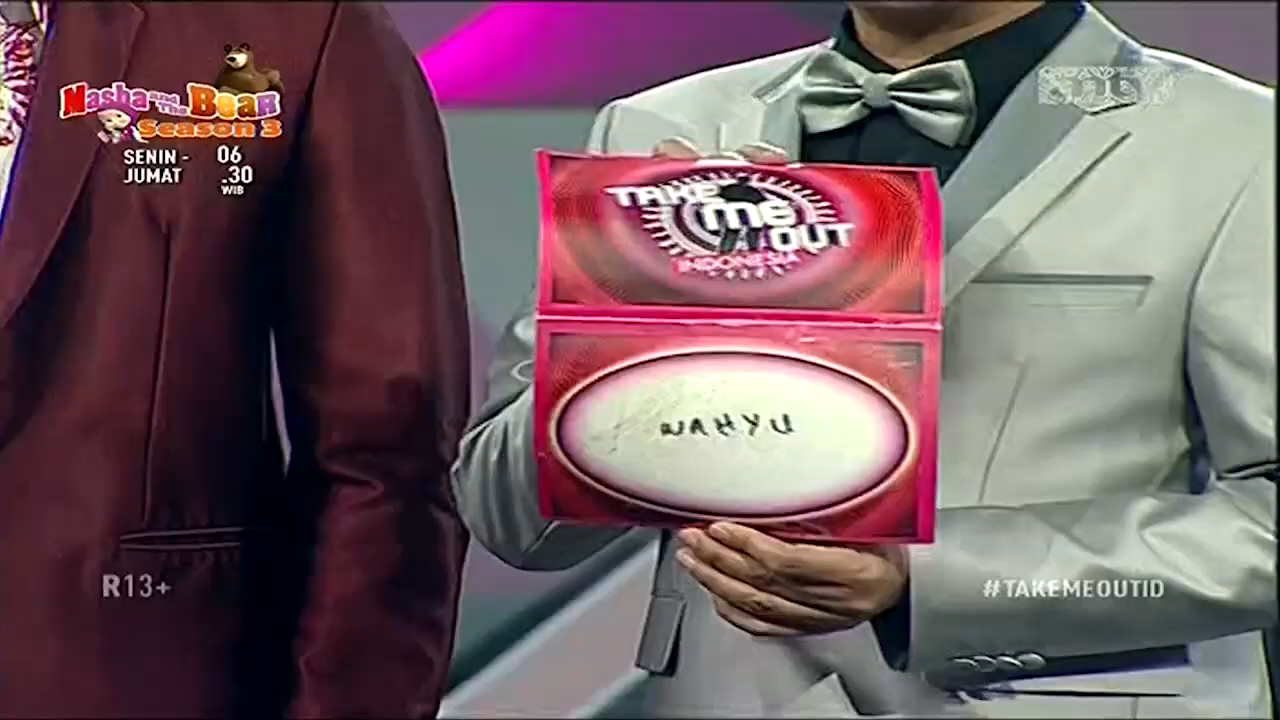 Masha and The Bear
Season 3
SENIN - JUMAT
06.30
WIB
TAKE
me
OUT
INDONESIA
WAHYU
R13+
#TAKEMEOUTID